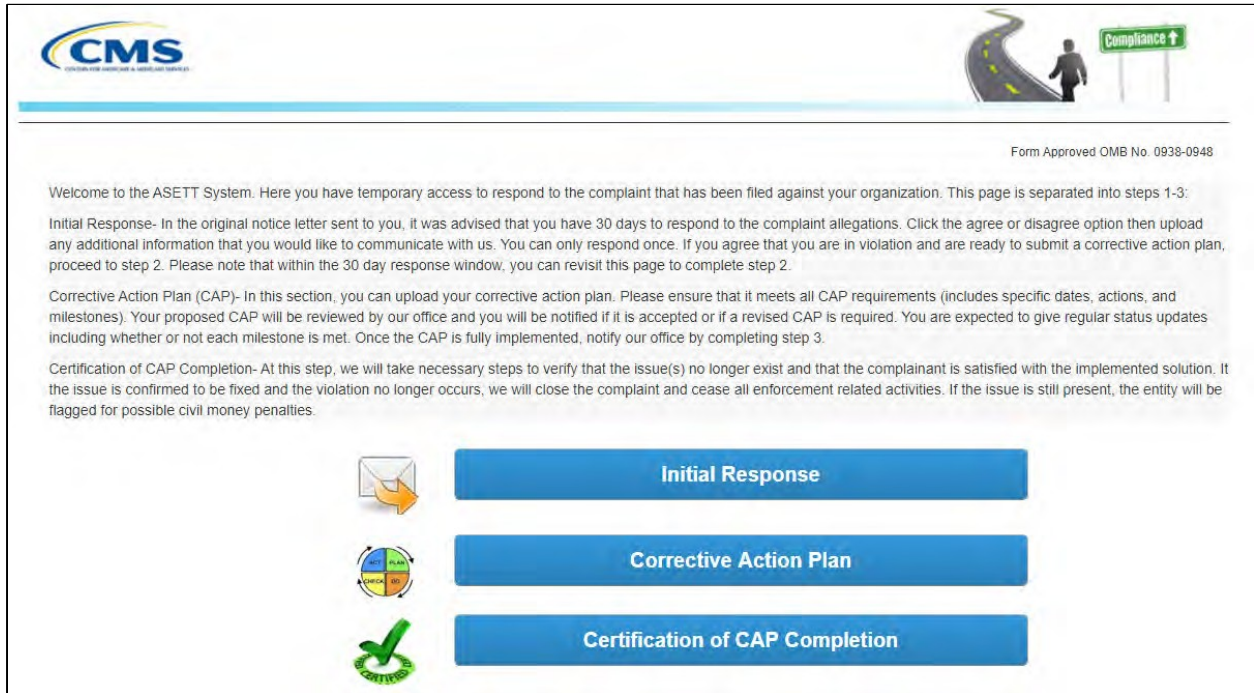 CMS
CENTERS FOR MEDICARE & MEDICAID SERVICES
Compliance
Form Approved OMB No. 0938-0948
Welcome to the ASETT System. Here you have temporary access to respond to the complaint that has been filed against your organization. This page is separated into steps 1-3:
Initial Response- In the original notice letter sent to you, it was advised that you have 30 days to respond to the complaint allegations. Click the agree or disagree option then upload
any additional information that you would like to communicate with us. You can only respond once. If you agree that you are in violation and are ready to submit a corrective action plan,
proceed to step 2. Please note that within the 30 day response window, you can revisit this page to complete step 2.
Corrective Action Plan (CAP)- In this section, you can upload your corrective action plan. Please ensure that it meets all CAP requirements (includes specific dates, actions, and
milestones). Your proposed CAP will be reviewed by our office and you will be notified if it is accepted or if a revised CAP is required. You are expected to give regular status updates
including whether or not each milestone is met. Once the CAP is fully implemented, notify our office by completing step 3.
Certification of CAP Completion- At this step, we will take necessary steps to verify that the issue(s) no longer exist and that the complainant is satisfied with the implemented solution. It
the issue is confirmed to be fixed and the violation no longer occurs, we will close the complaint and cease all enforcement related activities. If the issue is still present, the entity will be
flagged for possible civil money penalties.
Initial Response
ACT PLAN
CHECK DO
Corrective Action Plan
CERTIFIED
Certification of CAP Completion